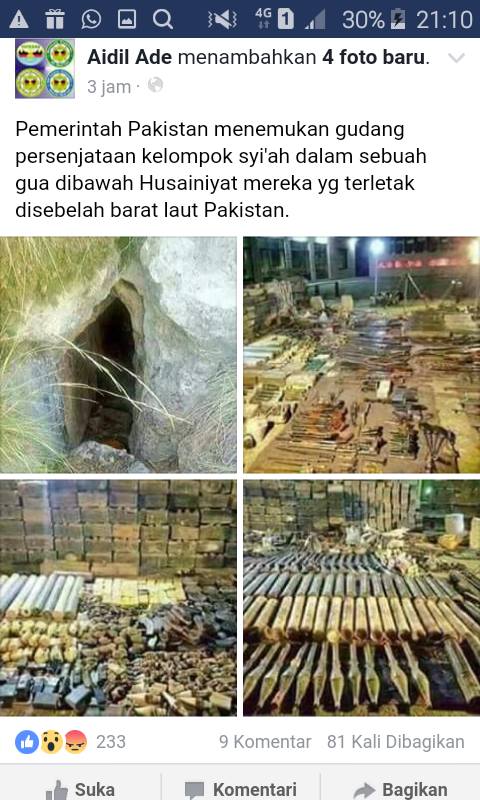 4G 1 30% 21:10
Aidil Ade menambahkan 4 foto baru.
3 jam ·
Pemerintah Pakistan menemukan gudang
persenjataan kelompok syi'ah dalam sebuah
gua dibawah Husainiyat mereka yg terletak
disebelah barat laut Pakistan.
233 9 Komentar 81 Kali Dibagikan
Suka Komentari Bagikan